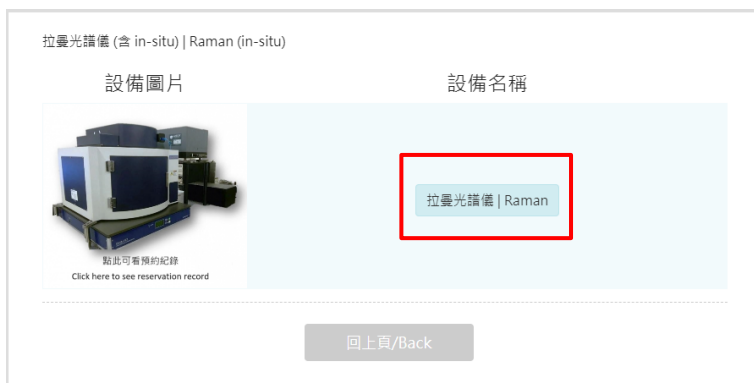 拉曼光譜儀 (含 in-situ) | Raman (in-situ)
設備圖片
設備名稱
拉曼光譜儀 | Raman
點此可看預約紀錄
Click here to see reservation record
回上頁/Back